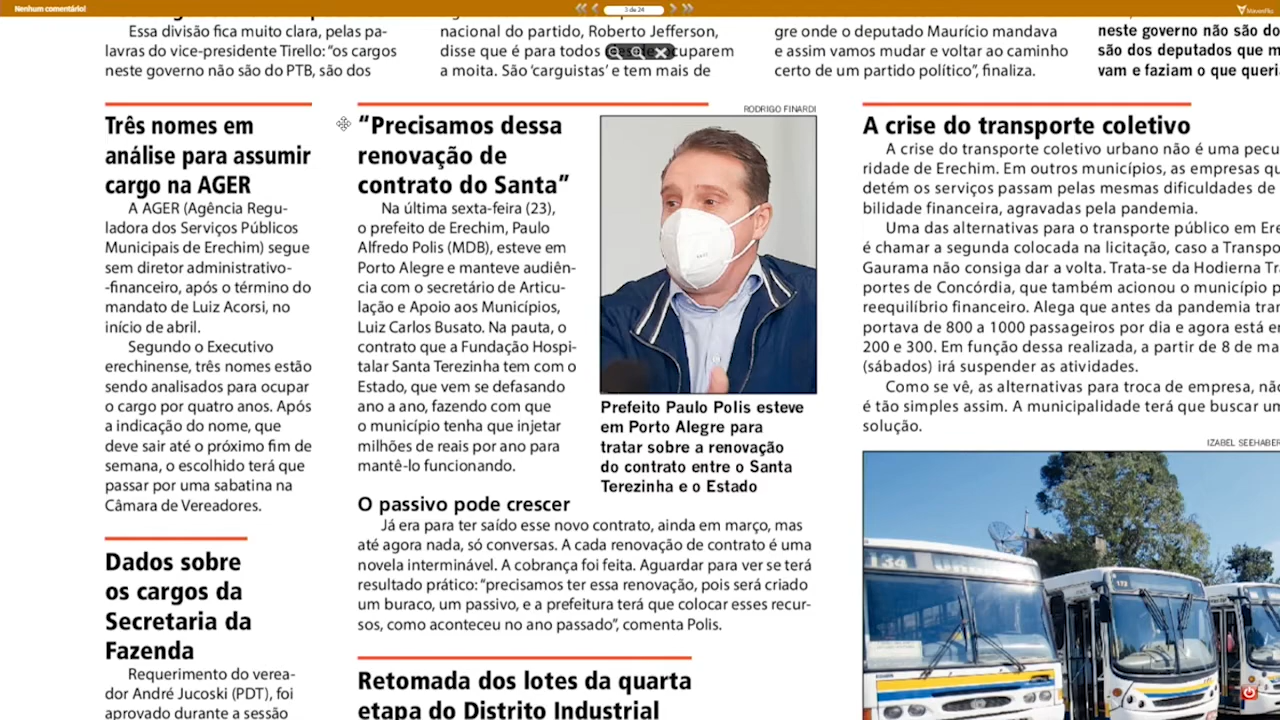 Nenhum comentário!
3 de 24
MavenFlip
Essa divisão fica muito clara, pelas pa-
lavras do vice-presidente Tirello: “os cargos
neste governo não são do PTB, são dos
nacional do partido, Roberto Jefferson,
disse que é para todos ocuparem
a moita. São ‘carguistas’ e tem mais de
gre onde o deputado Maurício mandava
e assim vamos mudar e voltar ao caminho
certo de um partido político”, finaliza.
neste governo não são do
são dos deputados que m
vam e faziam o que queri
Três nomes em
análise para assumir
cargo na AGER
A AGER (Agência Regu-
ladora dos Serviços Públicos
Municipais de Erechim) segue
sem diretor administrativo-
-financeiro, após o término do
mandato de Luiz Acorsi, no
início de abril.
Segundo o Executivo
erechinense, três nomes estão
sendo analisados para ocupar
o cargo por quatro anos. Após
a indicação do nome, que
deve sair até o próximo fim de
semana, o escolhido terá que
passar por uma sabatina na
Câmara de Vereadores.
Dados sobre
os cargos da
Secretaria da
Fazenda
Requerimento do verea-
dor André Jucoski (PDT), foi
aprovado durante a sessão
“Precisamos dessa
renovação de
contrato do Santa”
Na última sexta-feira (23),
o prefeito de Erechim, Paulo
Alfredo Polis (MDB), esteve em
Porto Alegre e manteve audiên-
cia com o secretário de Articu-
lação e Apoio aos Municípios,
Luiz Carlos Busato. Na pauta, o
contrato que a Fundação Hospi-
talar Santa Terezinha tem com o
Estado, que vem se defasando
ano a ano, fazendo com que
o município tenha que injetar
milhões de reais por ano para
mantê-lo funcionando.
RODRIGO FINARDI
Prefeito Paulo Polis esteve
em Porto Alegre para
tratar sobre a renovação
do contrato entre o Santa
Terezinha e o Estado
O passivo pode crescer
Já era para ter saído esse novo contrato, ainda em março, mas
até agora nada, só conversas. A cada renovação de contrato é uma
novela interminável. A cobrança foi feita. Aguardar para ver se terá
resultado prático: “precisamos ter essa renovação, pois será criado
um buraco, um passivo, e a prefeitura terá que colocar esses recur-
sos, como aconteceu no ano passado”, comenta Polis.
Retomada dos lotes da quarta
etapa do Distrito Industrial
A crise do transporte coletivo
A crise do transporte coletivo urbano não é uma pecu
ridade de Erechim. Em outros municípios, as empresas qu
detém os serviços passam pelas mesmas dificuldades de
bilidade financeira, agravadas pela pandemia.
Uma das alternativas para o transporte público em Ere
é chamar a segunda colocada na licitação, caso a Transpo
Gaurama não consiga dar a volta. Trata-se da Hodierna Tra
portes de Concórdia, que também acionou o município p
reequilíbrio financeiro. Alega que antes da pandemia tran
portava de 800 a 1000 passageiros por dia e agora está en
200 e 300. Em função dessa realizada, a partir de 8 de ma
(sábados) irá suspender as atividades.
Como se vê, as alternativas para troca de empresa, não
é tão simples assim. A municipalidade terá que buscar um
solução.
IZABEL SEEHABER
134
172